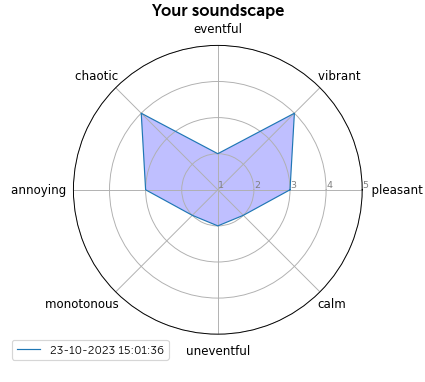 Your soundscape
eventful
chaotic
vibrant
annoying
1 2 3 4 5
pleasant
monotonous
calm
uneventful
23-10-2023 15:01:36